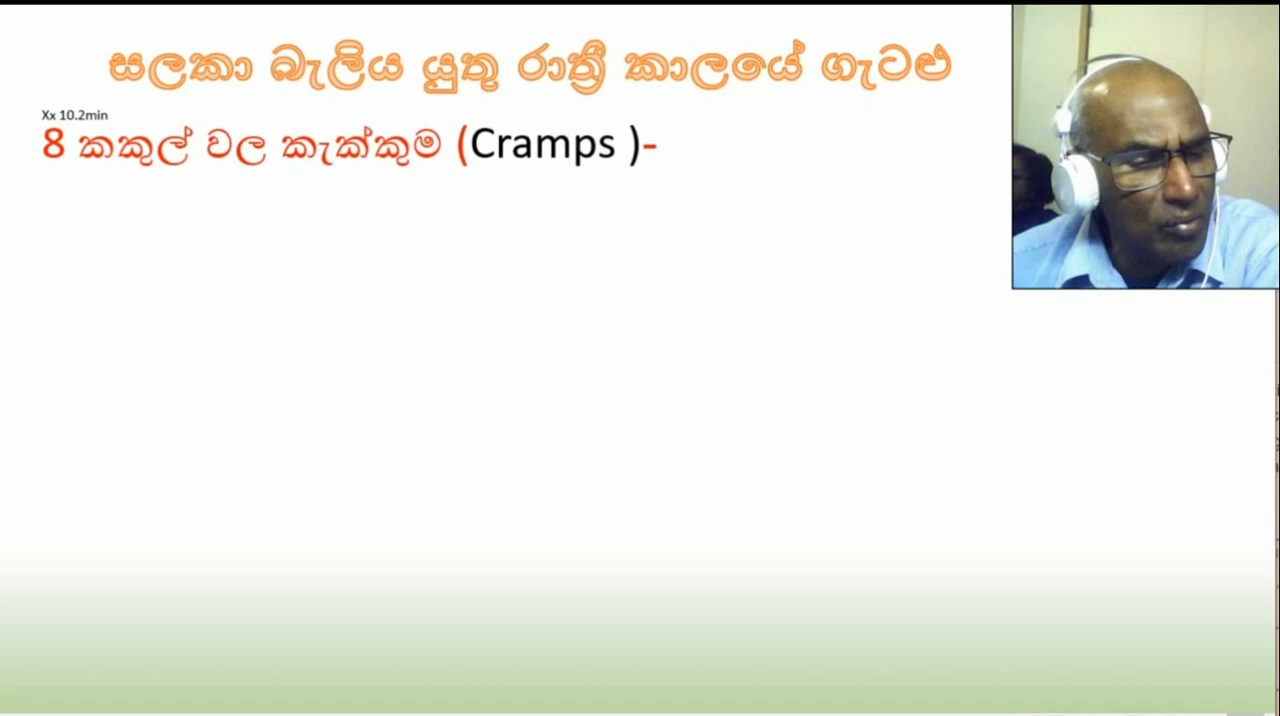 සලකා බැලිය යුතු රාත්‍රී කාලයේ ගැටළු
Xx 10.2min
8 කකුල් වල කැක්කුම (Cramps )-